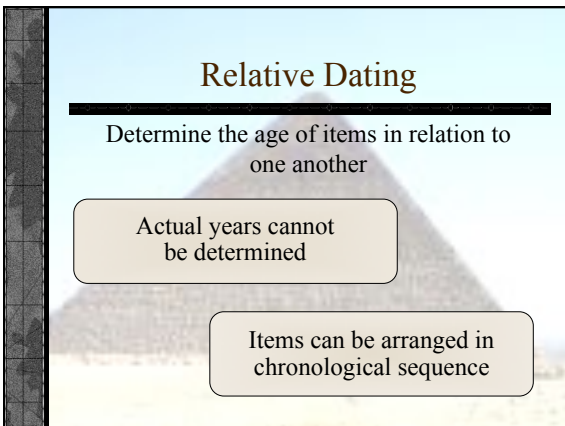 Relative Dating
Determine the age of items in relation to
one another
Actual years cannot
be determined
Items can be arranged in
chronological sequence